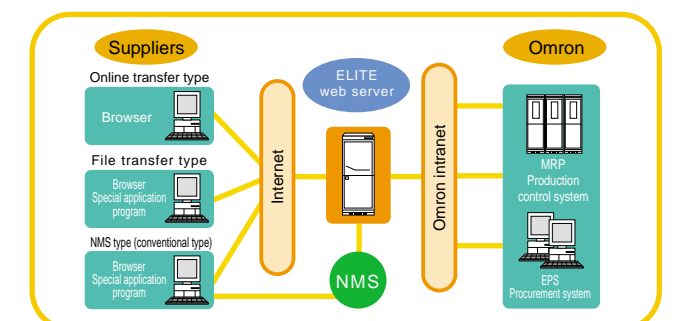 Suppliers
Online transfer type
Browser
File transfer type
Browser
Special application
program
NMS type (conventional type)
Browser
Special application
program
Internet
ELITE
web server
NMS
Omron intranet
Omron
MRP
Production
control system
EPS
Procurement system